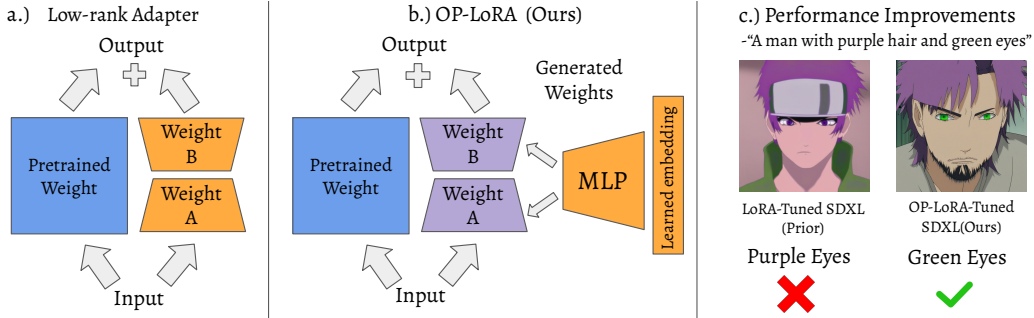 a.) Low-rank Adapter
Output
Pretrained
Weight
Weight
B
Weight
A
Input
b.) OP-LoRA (Ours)
Output
Generated
Weights
Pretrained
Weight
Weight
B
Weight
A
MLP
Learned embedding
Input
c.) Performance Improvements
-“A man with purple hair and green eyes”
LoRA-Tuned SDXL
(Prior)
Purple Eyes
OP-LoRA-Tuned
SDXL(Ours)
Green Eyes